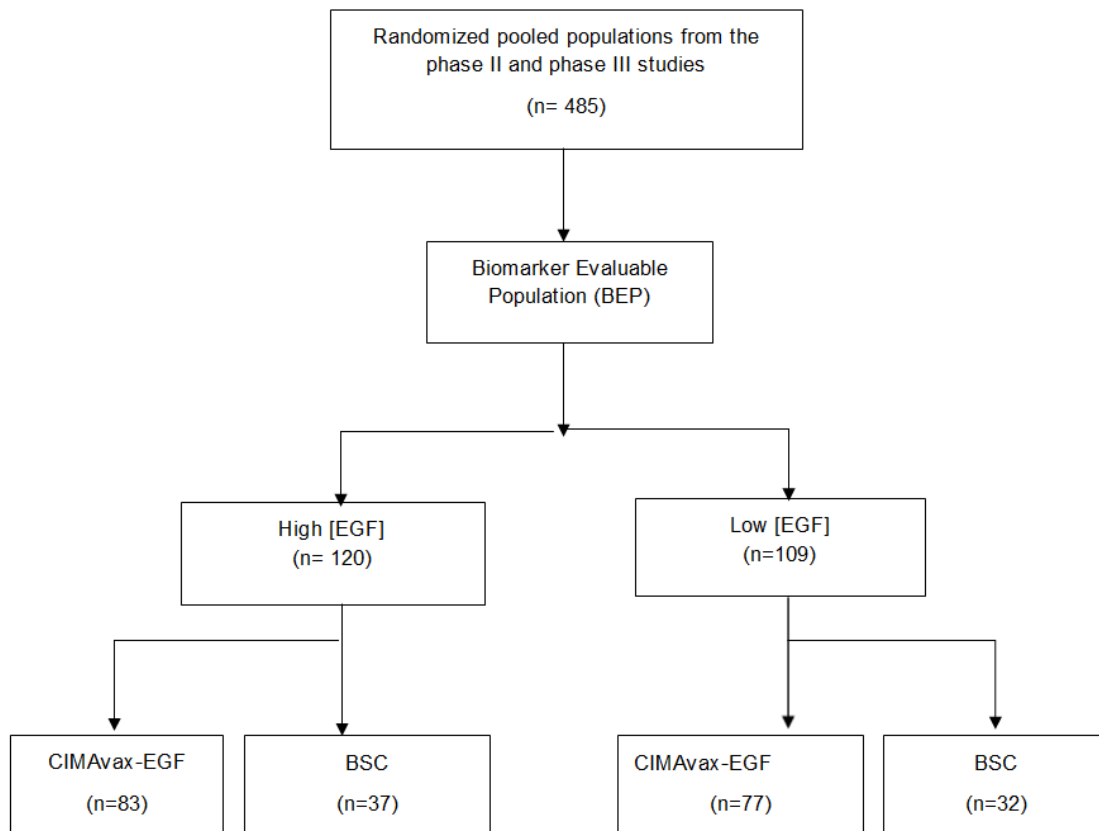 Randomized pooled populations from the
phase II and phase III studies
(n= 485)
Biomarker Evaluable
Population (BEP)
High [EGF]
(n= 120)
Low [EGF]
(n=109)
CIMAvax-EGF
(n=83)
BSC
(n=37)
CIMAvax-EGF
(n=77)
BSC
(n=32)